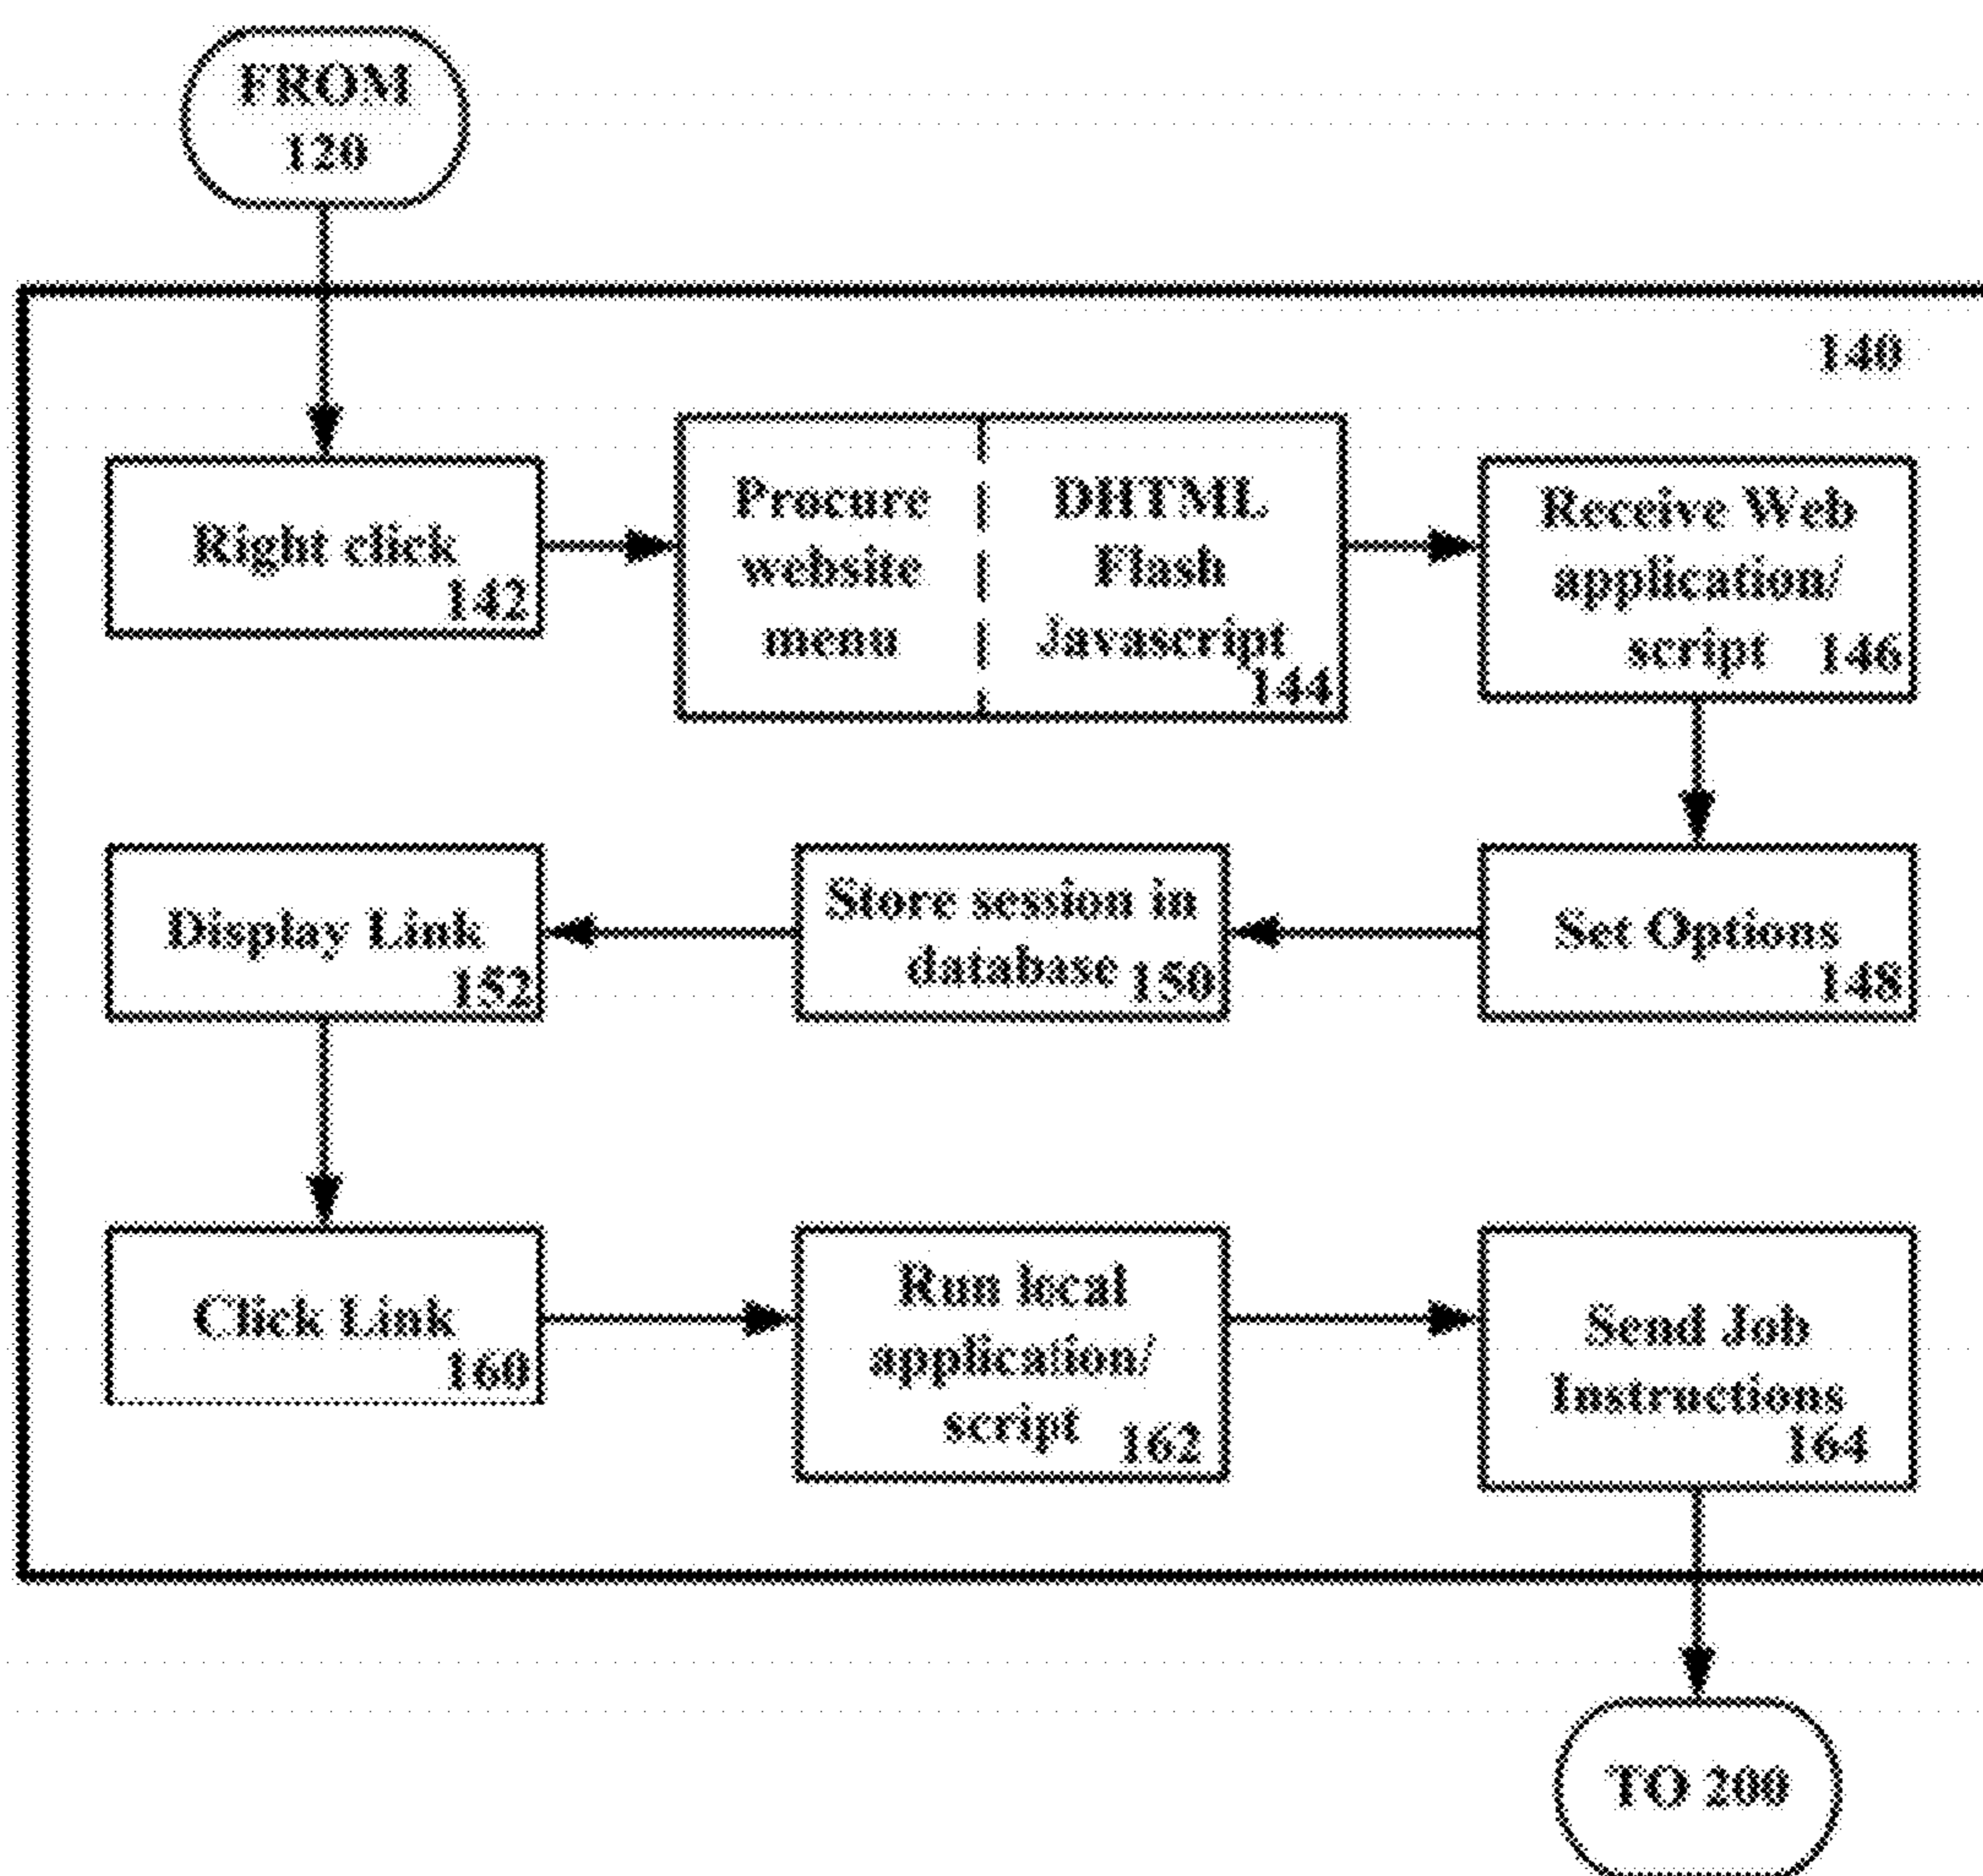 FROM
120
140
Right click
142
Procure
website
menu
DHTML
Flash
Javascript
144
Receive Web
application/
script 146
Set Options
148
Store session in
database 150
Display Link
152
Click Link
160
Run local
application/
script 162
Send Job
Instructions
164
TO 200